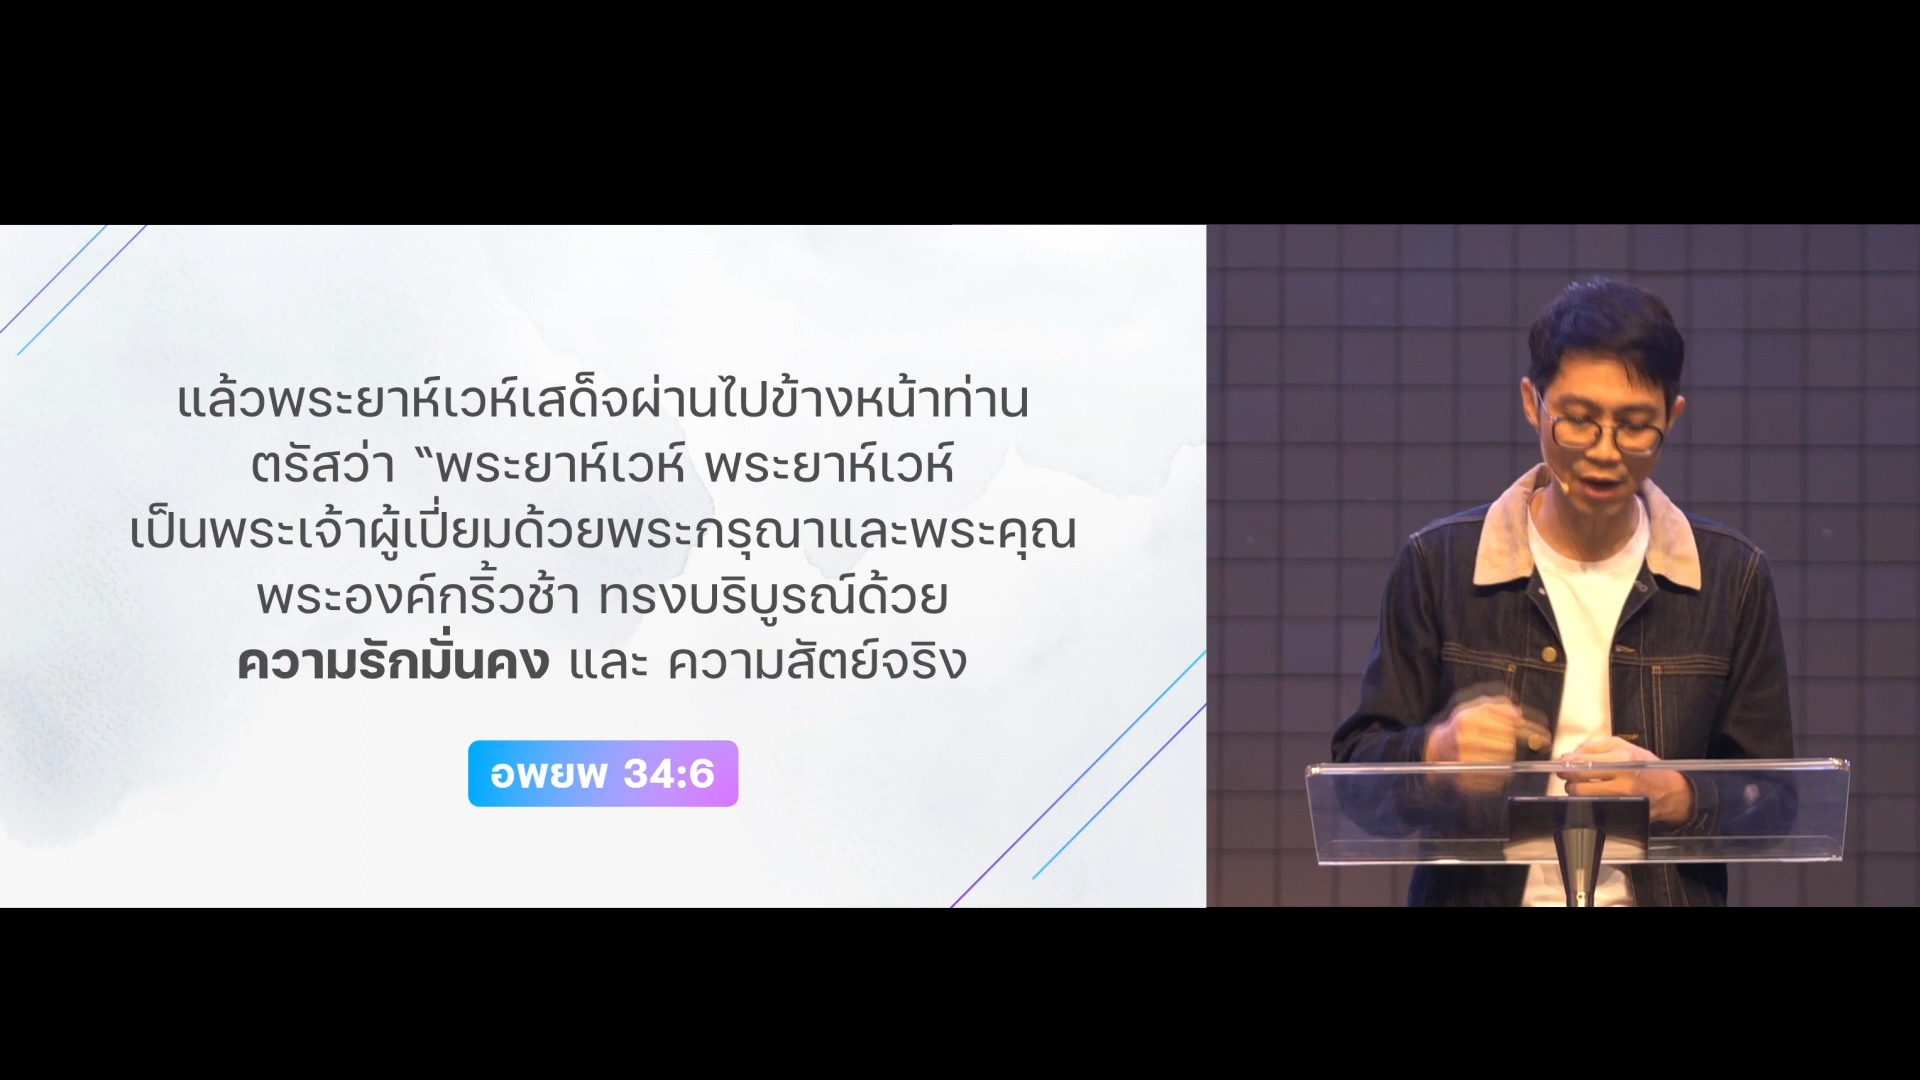 แล้วพระยาห์เวห์เสด็จผ่านไปข้างหน้าท่าน
ตรัสว่า “พระยาห์เวห์ พระยาห์เวห์
เป็นพระเจ้าผู้เปี่ยมด้วยพระกรุณาและพระคุณ
พระองค์กริ้วช้า ทรงบริบูรณ์ด้วย
ความรักมั่นคง และ ความสัตย์จริง
อพยพ 34:6